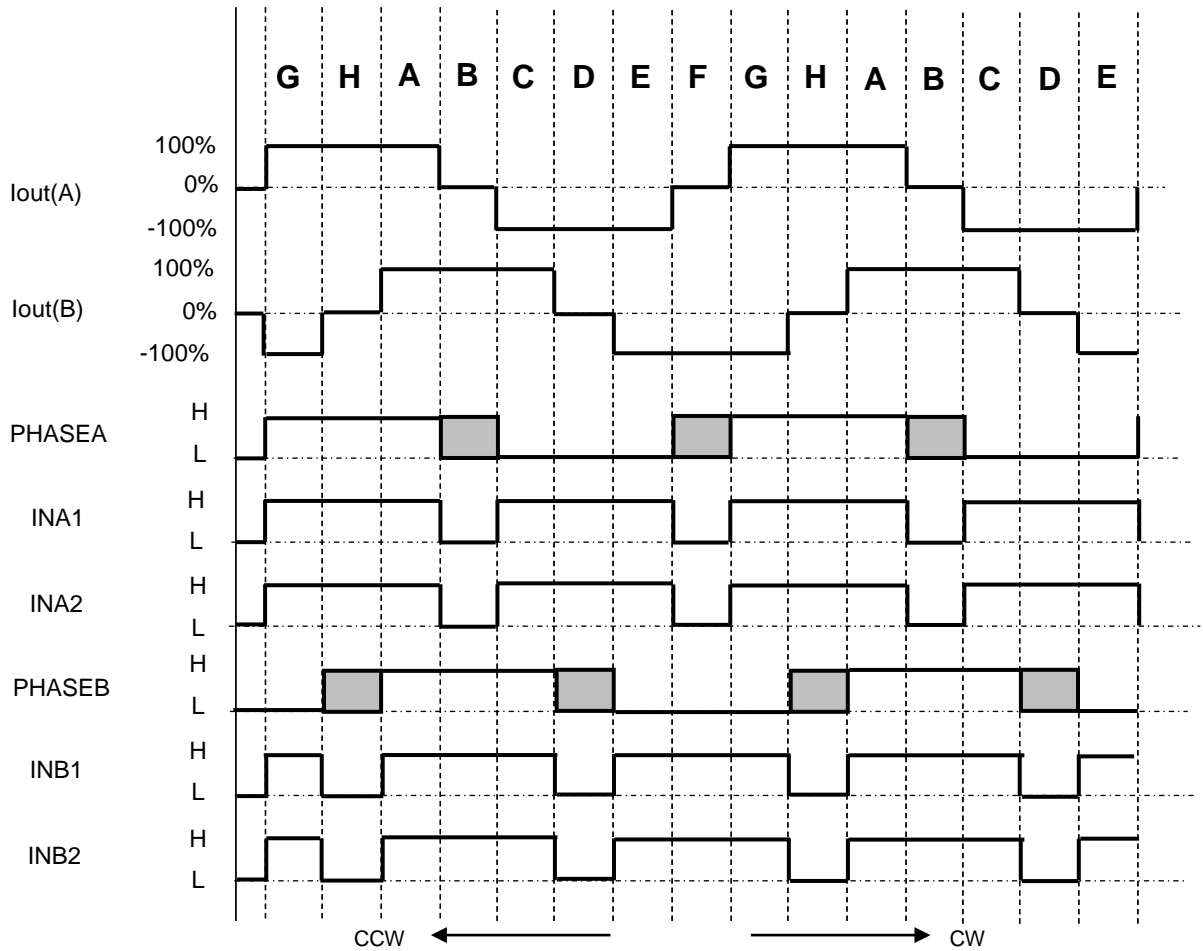 G H A B C D E F G H A B C D E
100%
Iout(A) 0%
-100%
100%
Iout(B) 0%
-100%
H
PHASEA
L
H
INA1
L
H
INA2
L
H
PHASEB
L
H
INB1
L
H
INB2
L
CCW CW